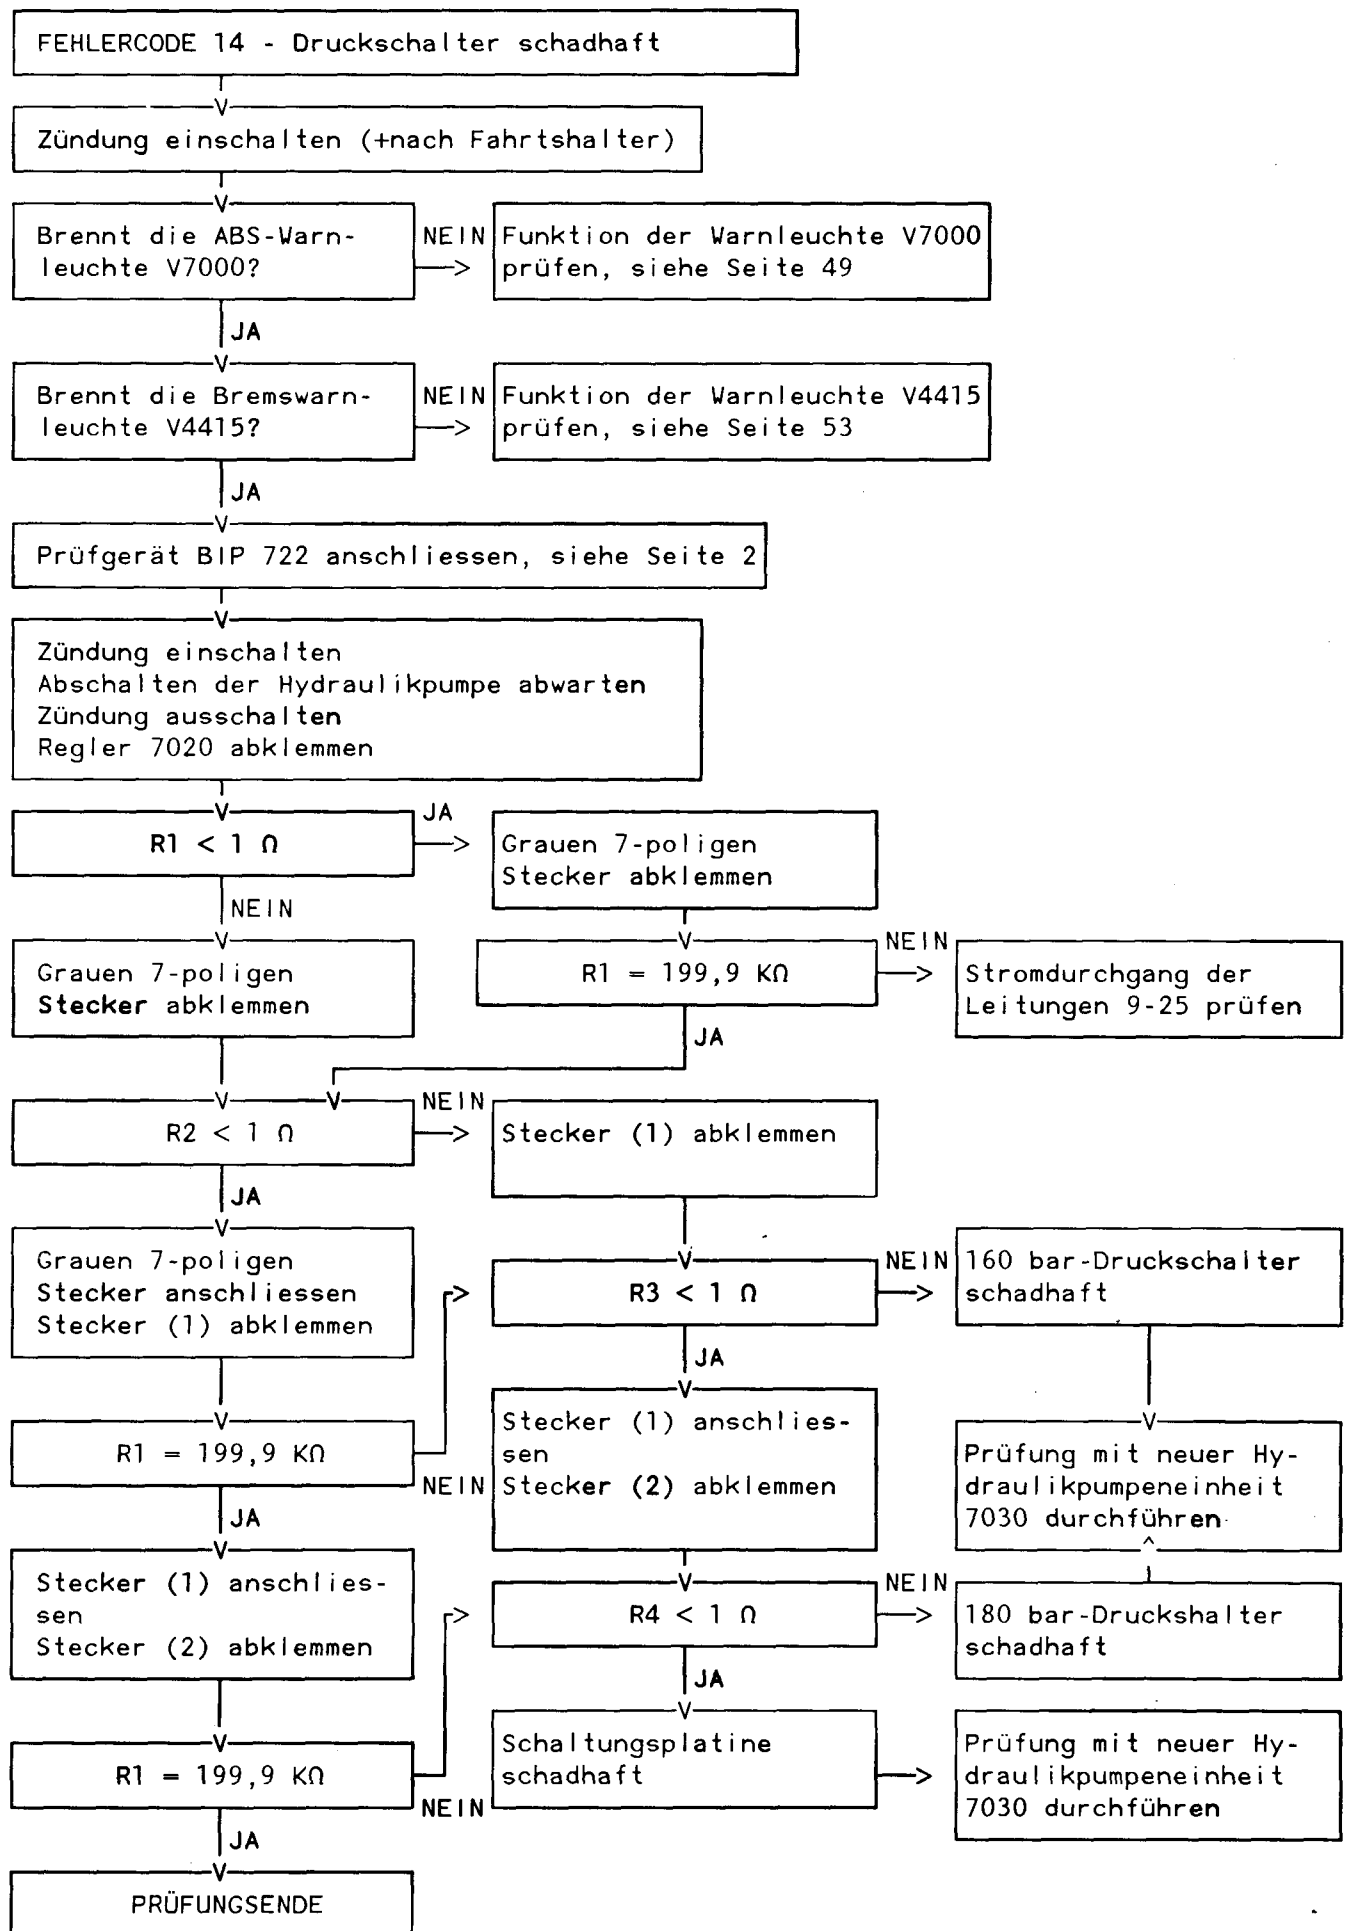 FEHLERCODE 14 - Druckschalter schadhaft
Zündung einschalten (+nach Fahrtshalter)
Brennt die ABS-Warn-
leuchte V7000?
NEIN
Funktion der Warnleuchte V7000
prüfen, siehe Seite 49
JA
Brennt die Bremswarn-
leuchte V4415?
NEIN
Funktion der Warnleuchte V4415
prüfen, siehe Seite 53
JA
Prüfgerät BIP 722 anschliessen, siehe Seite 2
Zündung einschalten
Abschalten der Hydraulikpumpe abwarten
Zündung ausschalten
Regler 7020 abklemmen
R1 < 1 Ω
JA
Grauen 7-poligen
Stecker abklemmen
NEIN
Grauen 7-poligen
Stecker abklemmen
R1 = 199,9 KΩ
NEIN
Stromdurchgang der
Leitungen 9-25 prüfen
JA
R2 < 1 Ω
NEIN
Stecker (1) abklemmen
JA
Grauen 7-poligen
Stecker anschliessen
Stecker (1) abklemmen
R3 < 1 Ω
NEIN
160 bar-Druckschalter
schadhaft
JA
R1 = 199,9 KΩ
NEIN
Stecker (1) anschlies-
sen
Stecker (2) abklemmen
Prüfung mit neuer Hy-
draulikpumpeneinheit
7030 durchführen
JA
Stecker (1) anschlies-
sen
Stecker (2) abklemmen
R4 < 1 Ω
NEIN
180 bar-Druckshalter
schadhaft
JA
R1 = 199,9 KΩ
NEIN
Schaltungsplatine
schadhaft
Prüfung mit neuer Hy-
draulikpumpeneinheit
7030 durchführen
JA
PRÜFUNGSENDE